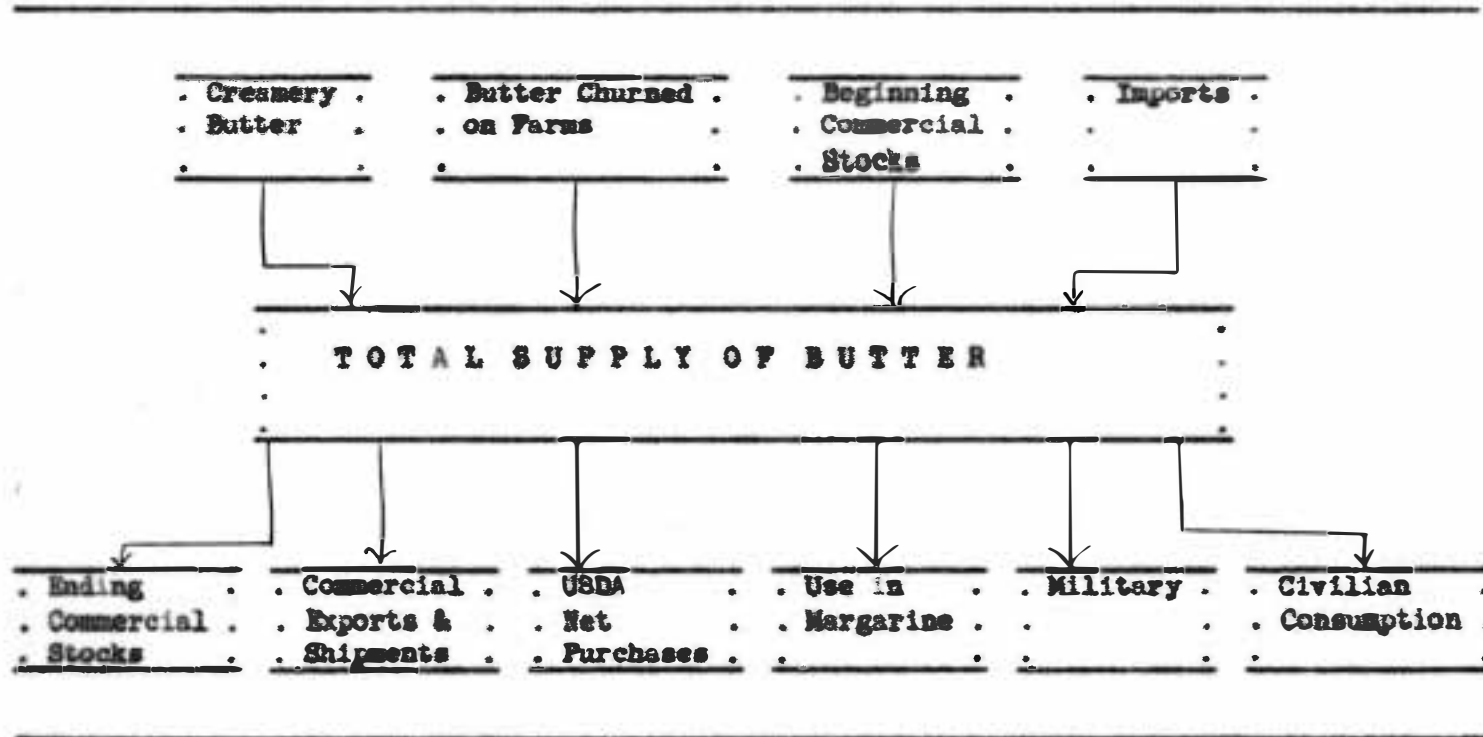 Creamery
Butter
Butter Churned
on Farms
Beginning
Commercial
Stocks
Imports
TOTAL SUPPLY OF BUTTER
Ending
Commercial
Stocks
Commercial
Exports &
Shipments
USDA
Net
Purchases
Use in
Margarine
Military
Civilian
Consumption